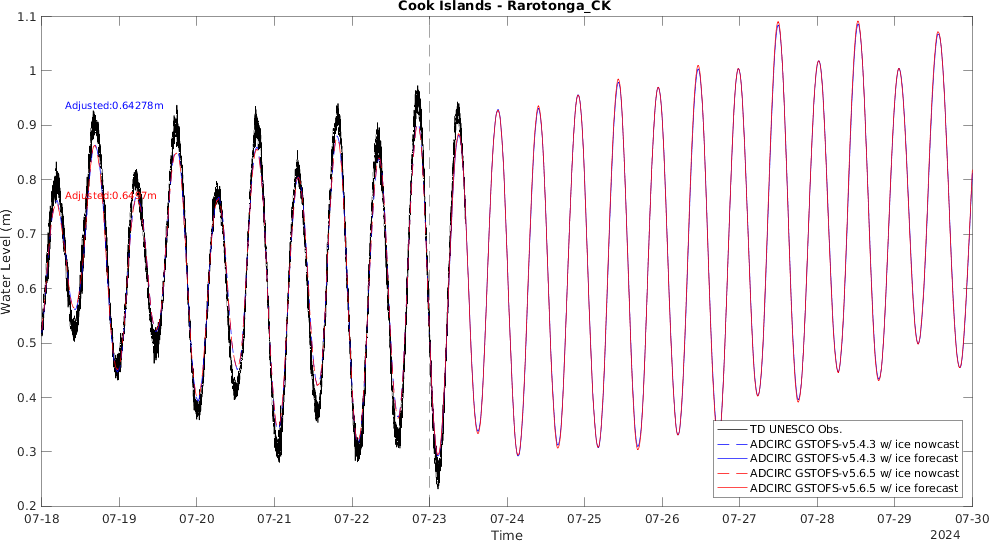 Cook Islands - Rarotonga_CK
1.1
1
0.9
0.8
0.7
0.6
0.5
0.4
0.3
0.2
Water Level (m)
Adjusted:0.64278m
TD UNESCO Obs.
ADCIRC GSTOFS-v5.4.3 w/ ice nowcast
ADCIRC GSTOFS-v5.4.3 w/ ice forecast
ADCIRC GSTOFS-v5.6.5 w/ ice nowcast
ADCIRC GSTOFS-v5.6.5 w/ ice forecast
07-18 07-19 07-20 07-21 07-22 07-23 07-24 07-25 07-26 07-27 07-28 07-29 07-30
Time
2024